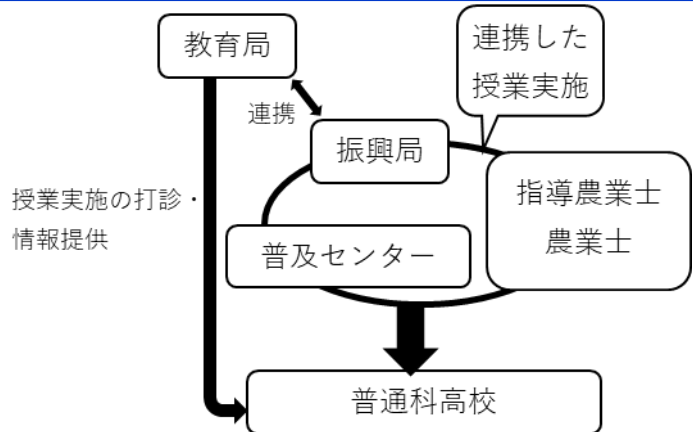 教育局
連携した
授業実施
連携
振興局
授業実施の打診・
情報提供
指導農業士
農業士
普及センター
普通科高校